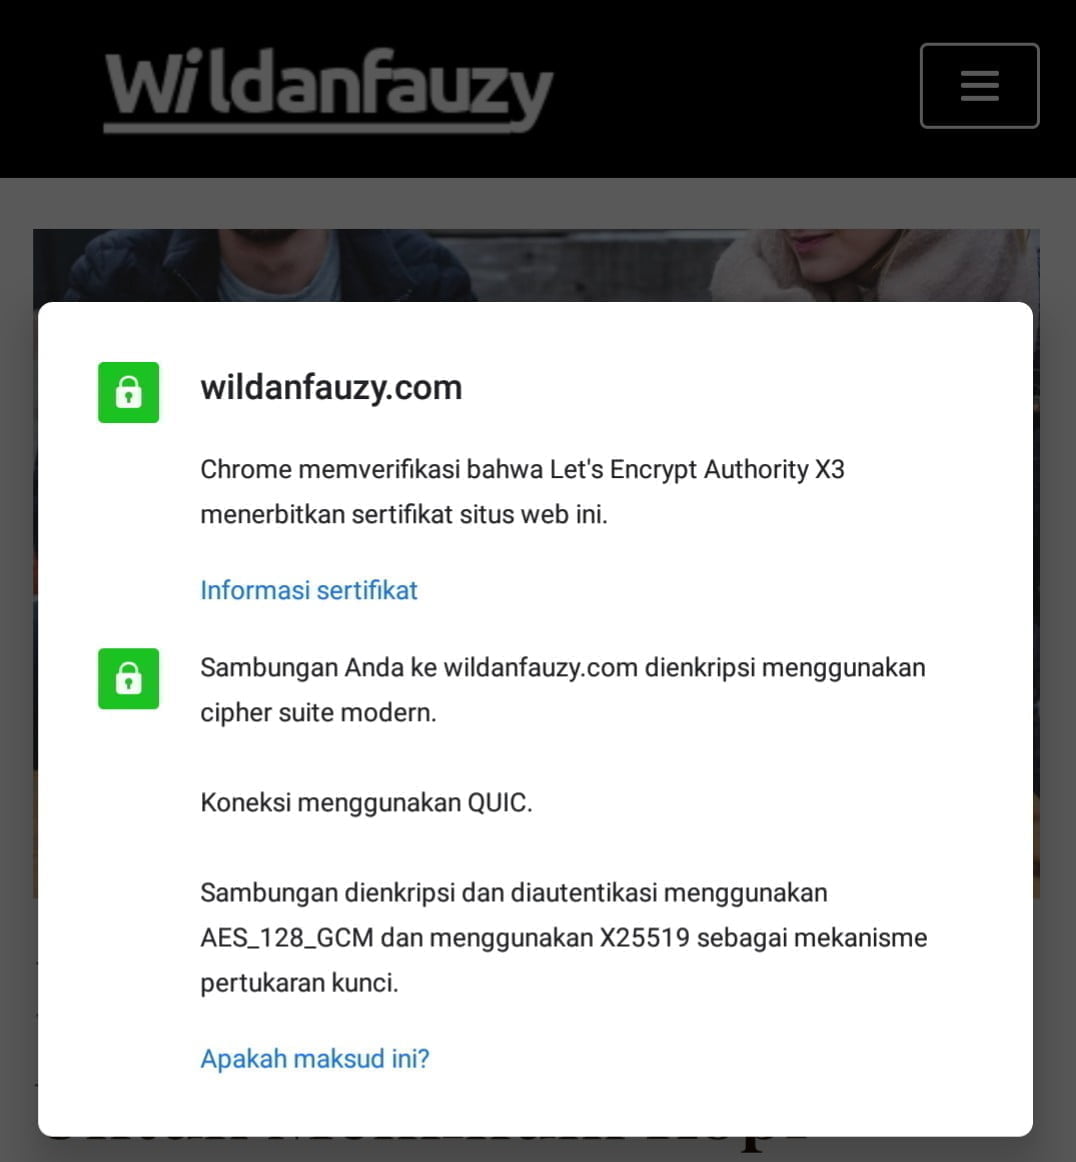 Wildanfauzy
wildanfauzy.com
Chrome memverifikasi bahwa Let's Encrypt Authority X3
menerbitkan sertifikat situs web ini.
Informasi sertifikat
Sambungan Anda ke wildanfauzy.com dienkripsi menggunakan
cipher suite modern.
Koneksi menggunakan QUIC.
Sambungan dienkripsi dan diautentikasi menggunakan
AES_128_GCM dan menggunakan X25519 sebagai mekanisme
pertukaran kunci.
Apakah maksud ini?